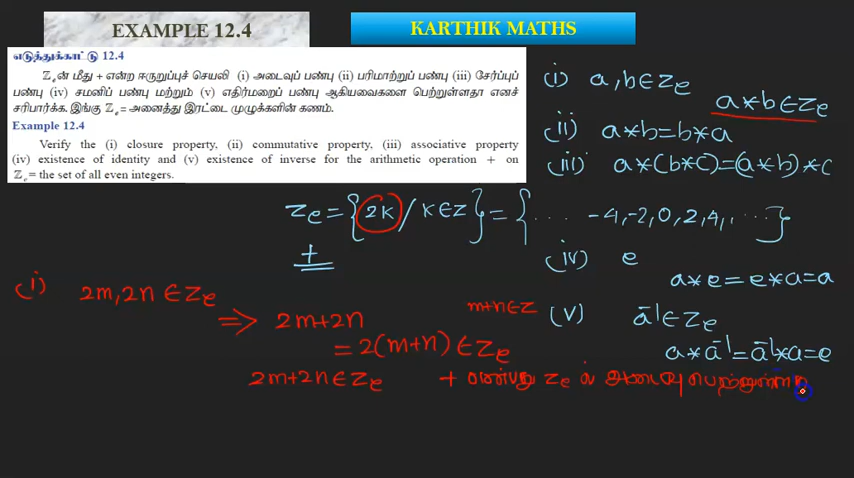 EXAMPLE 12.4
KARTHIK MATHS
எடுத்துக்காட்டு 12.4
ℤₑன் மீது + என்ற ஈருறுப்புச் செயலி (i) அடைவுப் பண்பு (ii) பரிமாற்றுப் பண்பு (iii) சேர்ப்புப்
பண்பு (iv) சமனிப் பண்பு மற்றும் (v) எதிர்மறைப் பண்பு ஆகியவைகளை பெற்றுள்ளதா எனச்
சரிபார்க்க. இங்கு ℤₑ = அனைத்து இரட்டை முழுக்களின் கணம்.
Example 12.4
Verify the (i) closure property, (ii) commutative property, (iii) associative property
(iv) existence of identity and (v) existence of inverse for the arithmetic operation + on
ℤₑ = the set of all even integers.
(i) a, b ∈ Zₑ
a * b ∈ Zₑ
(ii) a * b = b * a
(iii) a * (b * c) = (a * b) * c
Zₑ = {2k / k ∈ Z} = {.... -4, -2, 0, 2, 4, ....}
+
(iv) e
a * e = e * a = a
(v) a⁻¹ ∈ Zₑ
a * a⁻¹ = a⁻¹ * a = e
(i) 2m, 2n ∈ Zₑ
⇒ 2m + 2n
m+n ∈ Z
= 2(m+n) ∈ Zₑ
2m + 2n ∈ Zₑ
+ என்பது Zₑ ல் அடைவு